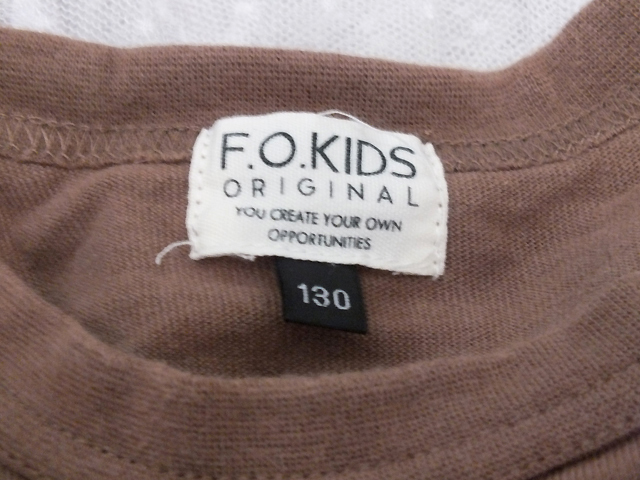 F.O.KIDS
ORIGINAL
YOU CREATE YOUR OWN
OPPORTUNITIES
130